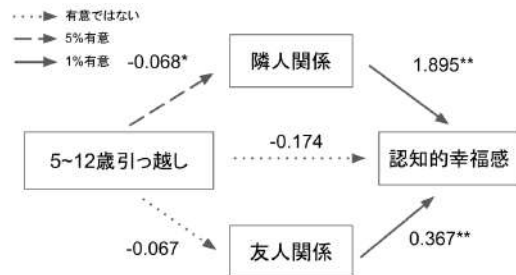 有意ではない
5%有意
1%有意
-0.068*
隣人関係
1.895**
5~12歳引っ越し
-0.174
認知的幸福感
-0.067
友人関係
0.367**